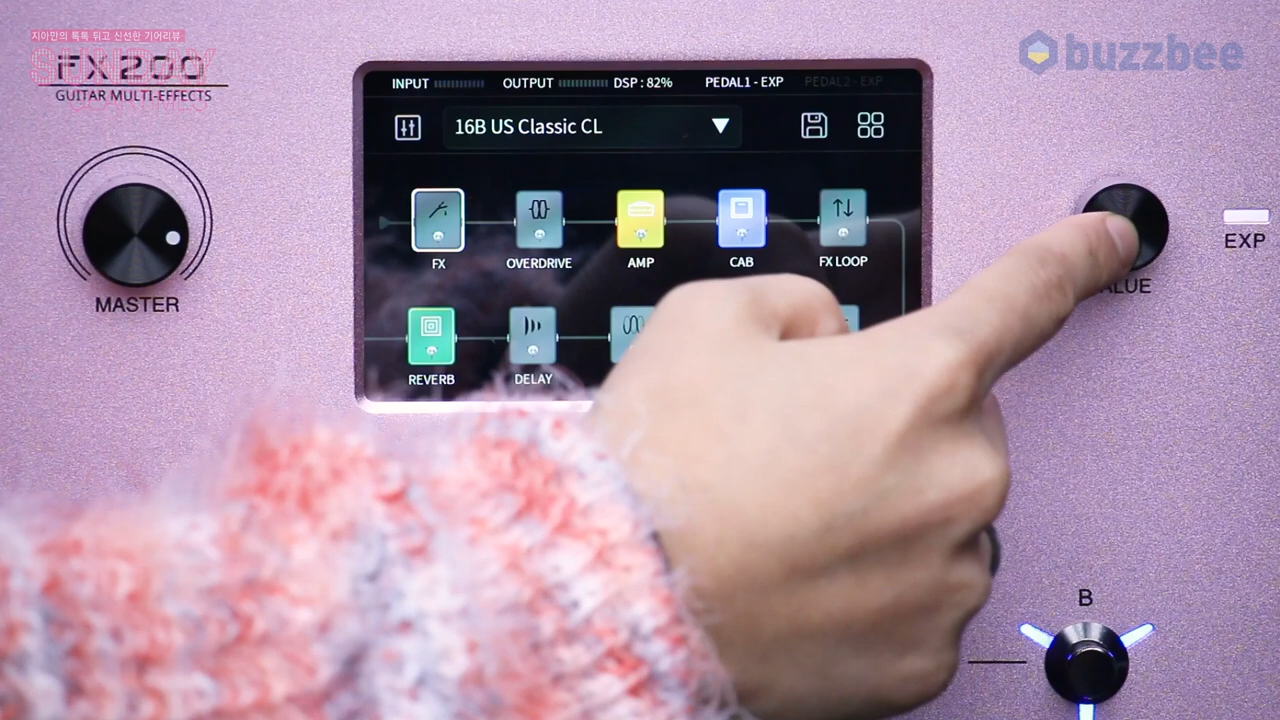 지아만의 톡톡 튀고 신선한 기어리뷰
SUNDAY
FX200
GUITAR MULTI-EFFECTS
buzzbee
INPUT OUTPUT DSP : 82% PEDAL1 - EXP PEDAL2 - EXP
16B US Classic CL
FX OVERDRIVE AMP CAB FX LOOP
REVERB DELAY
MASTER
EXP
B